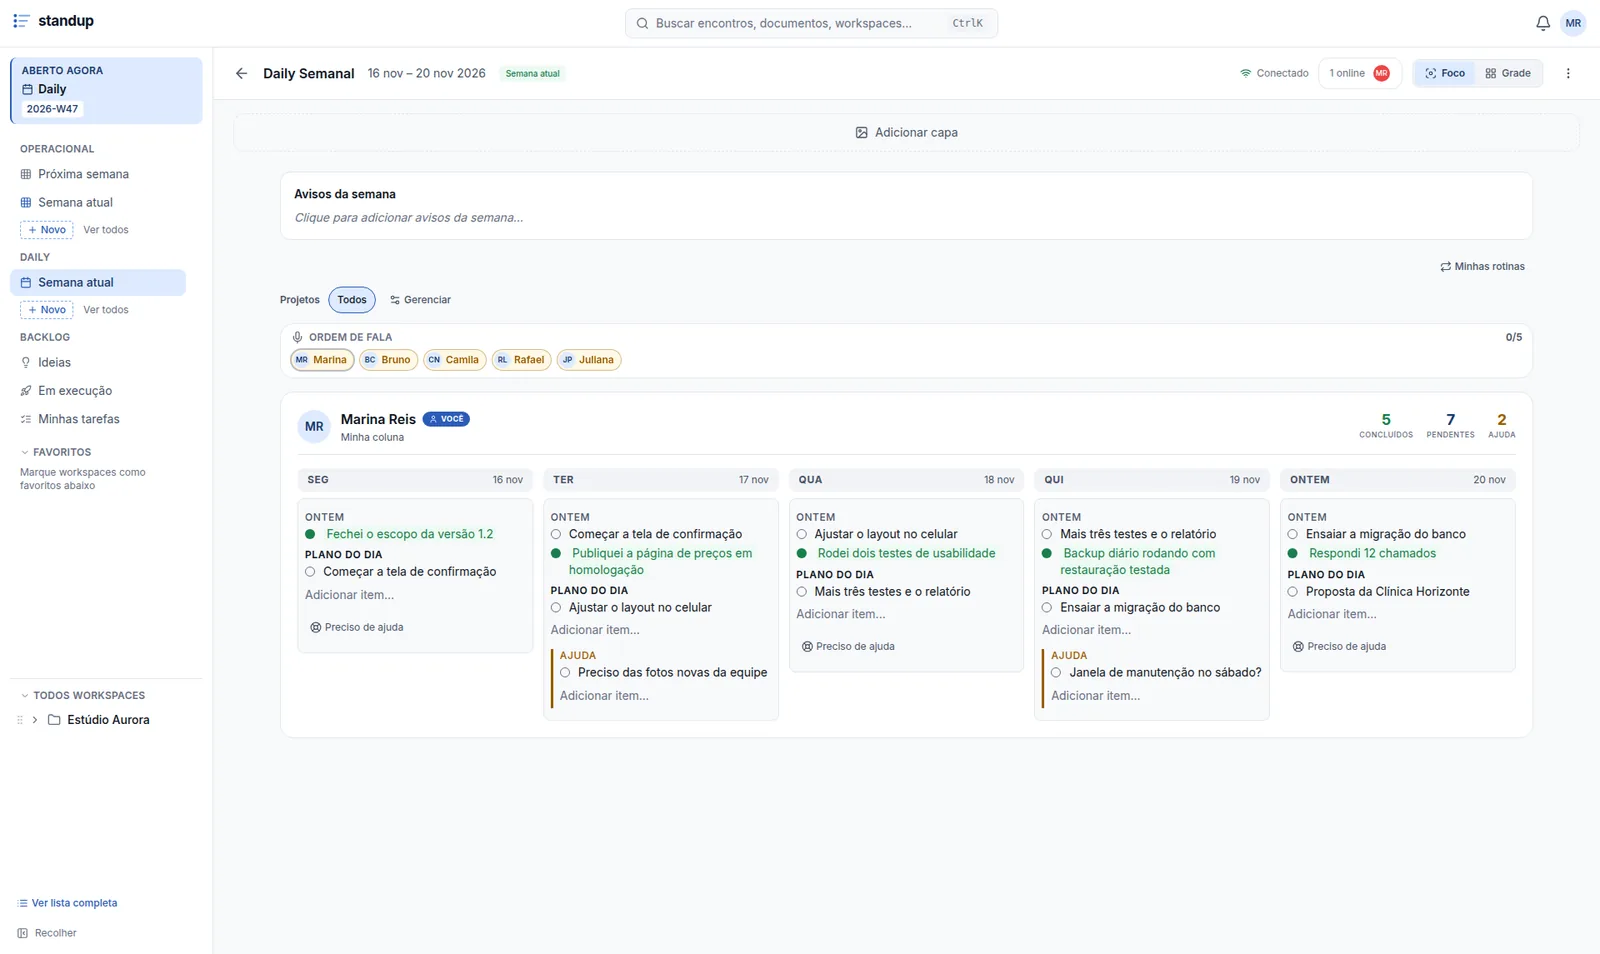 standup
Buscar encontros, documentos, workspaces...
CtrlK
MR
ABERTO AGORA
Daily
2026-W47
OPERACIONAL
Próxima semana
Semana atual
+ Novo
Ver todos
DAILY
Semana atual
+ Novo
Ver todos
BACKLOG
Ideias
Em execução
Minhas tarefas
FAVORITOS
Marque workspaces como
favoritos abaixo
TODOS WORKSPACES
Estúdio Aurora
Ver lista completa
Recolher
Daily Semanal
16 nov – 20 nov 2026
Semana atual
Conectado
1 online
MR
Foco
Grade
Adicionar capa
Avisos da semana
Clique para adicionar avisos da semana...
Minhas rotinas
Projetos
Todos
Gerenciar
ORDEM DE FALA
0/5
MR Marina
BC Bruno
CN Camila
RL Rafael
JP Juliana
MR
Marina Reis
VOCÊ
Minha coluna
5
CONCLUÍDOS
7
PENDENTES
2
AJUDA
SEG
16 nov
ONTEM
Fechei o escopo da versão 1.2
PLANO DO DIA
Começar a tela de confirmação
Adicionar item...
Preciso de ajuda
TER
17 nov
ONTEM
Começar a tela de confirmação
Publiquei a página de preços em
homologação
PLANO DO DIA
Ajustar o layout no celular
Adicionar item...
AJUDA
Preciso das fotos novas da equipe
Adicionar item...
QUA
18 nov
ONTEM
Ajustar o layout no celular
Rodei dois testes de usabilidade
PLANO DO DIA
Mais três testes e o relatório
Adicionar item...
Preciso de ajuda
QUI
19 nov
ONTEM
Mais três testes e o relatório
Backup diário rodando com
restauração testada
PLANO DO DIA
Ensaiar a migração do banco
Adicionar item...
AJUDA
Janela de manutenção no sábado?
Adicionar item...
ONTEM
20 nov
ONTEM
Ensaiar a migração do banco
Respondi 12 chamados
PLANO DO DIA
Proposta da Clínica Horizonte
Adicionar item...
Preciso de ajuda